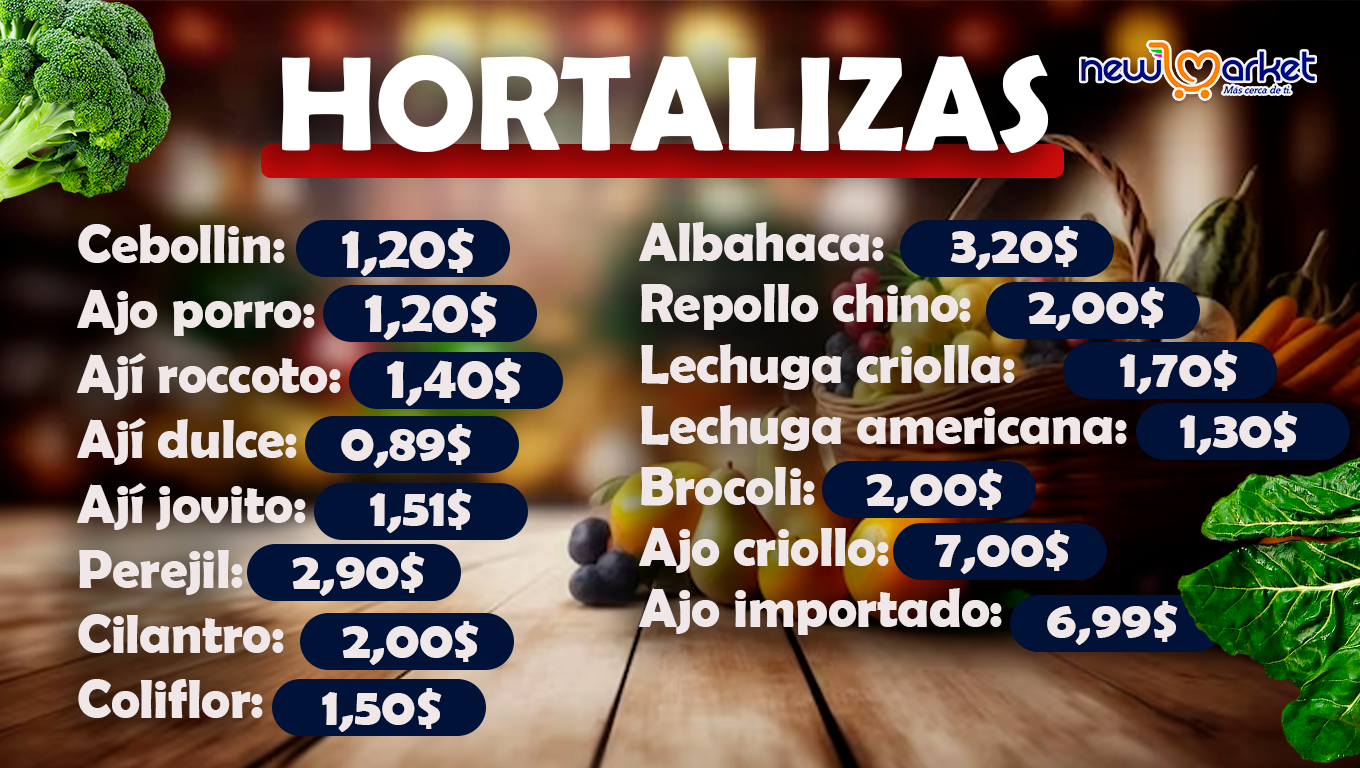 HORTALIZAS
new Market
Más cerca de ti.
Cebollin: 1,20$
Ajo porro: 1,20$
Ají roccoto: 1,40$
Ají dulce: 0,89$
Ají jovito: 1,51$
Perejil: 2,90$
Cilantro: 2,00$
Coliflor: 1,50$
Albahaca: 3,20$
Repollo chino: 2,00$
Lechuga criolla: 1,70$
Lechuga americana: 1,30$
Brocoli: 2,00$
Ajo criollo: 7,00$
Ajo importado: 6,99$